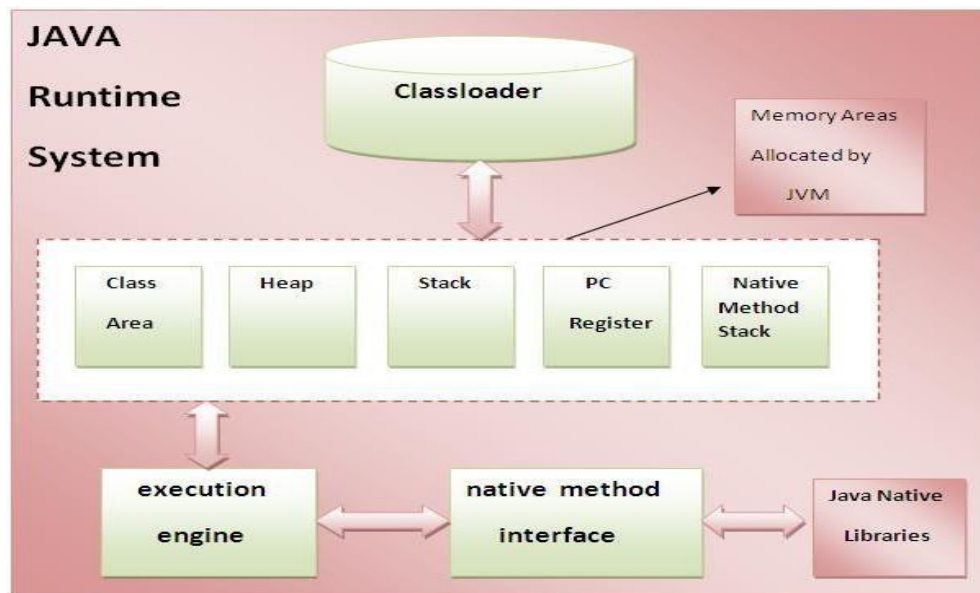 JAVA
Runtime
System
Classloader
Memory Areas
Allocated by
JVM
Class
Area
Heap
Stack
PC
Register
Native
Method
Stack
execution
engine
native method
interface
Java Native
Libraries